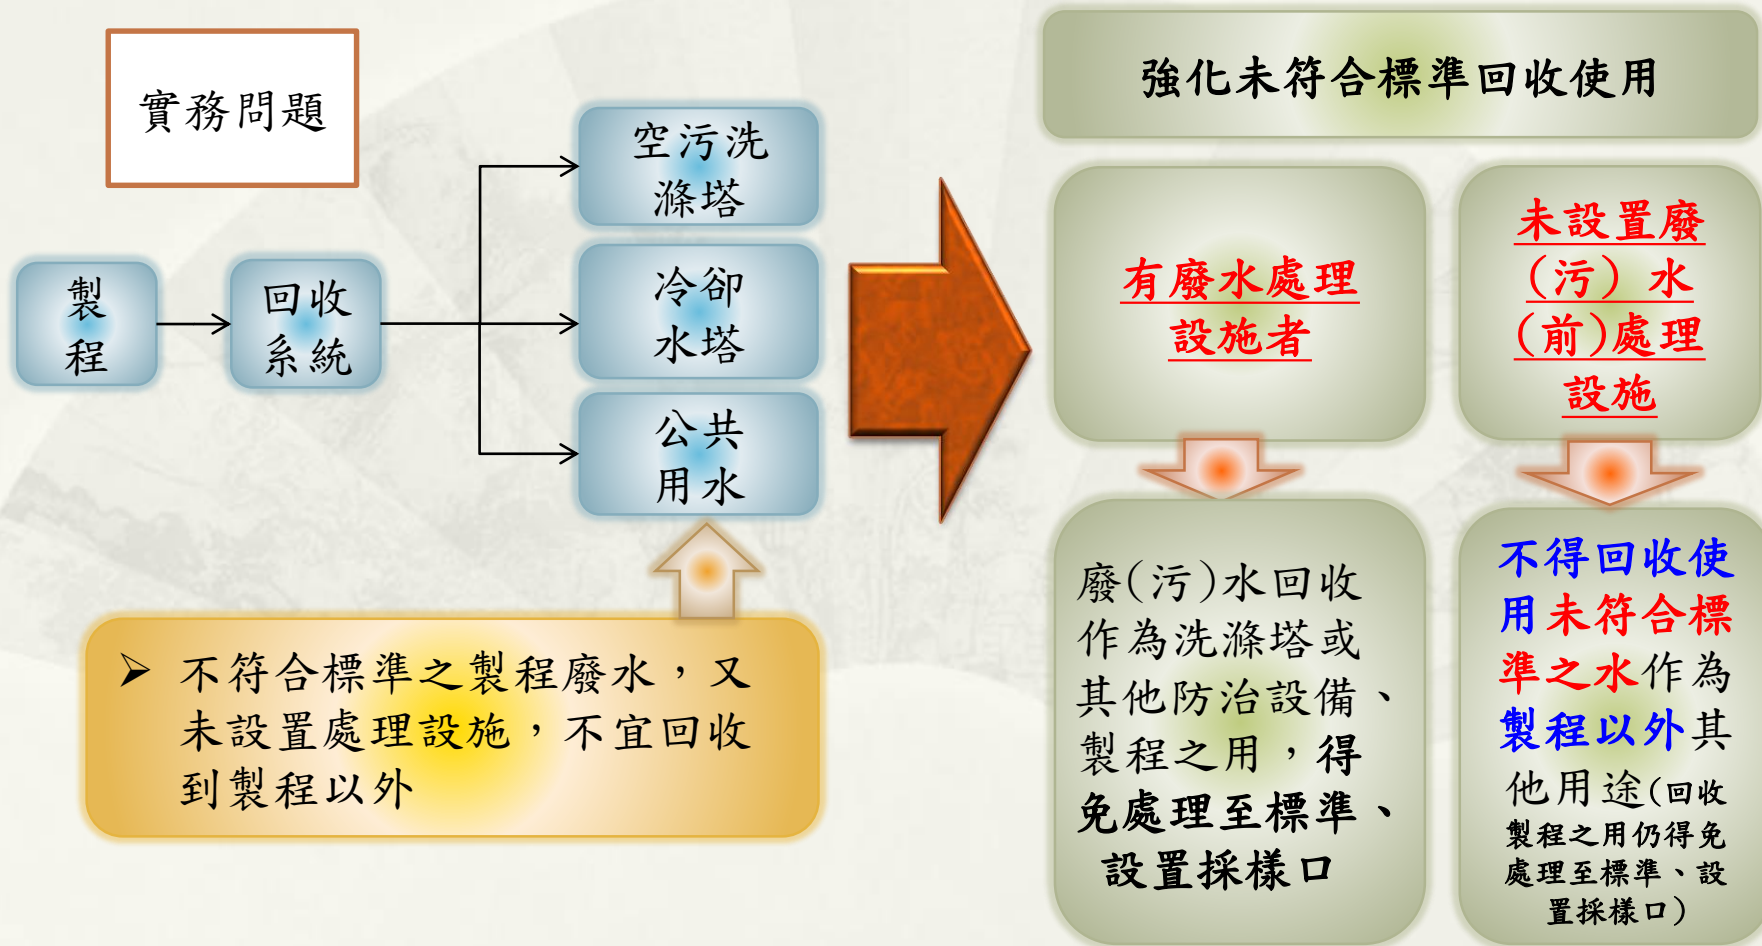 實務問題
製
程
回收
系統
空污洗
滌塔
冷卻
水塔
公共
用水
➢ 不符合標準之製程廢水，又
未設置處理設施，不宜回收
到製程以外
強化未符合標準回收使用
有廢水處理
設施者
廢(污)水回收
作為洗滌塔或
其他防治設備、
製程之用，得
免處理至標準、
設置採樣口
未設置廢
（污）水
(前)處理
設施
不得回收使
用未符合標
準之水作為
製程以外其
他用途(回收
製程之用仍得免
處理至標準、設
置採樣口)